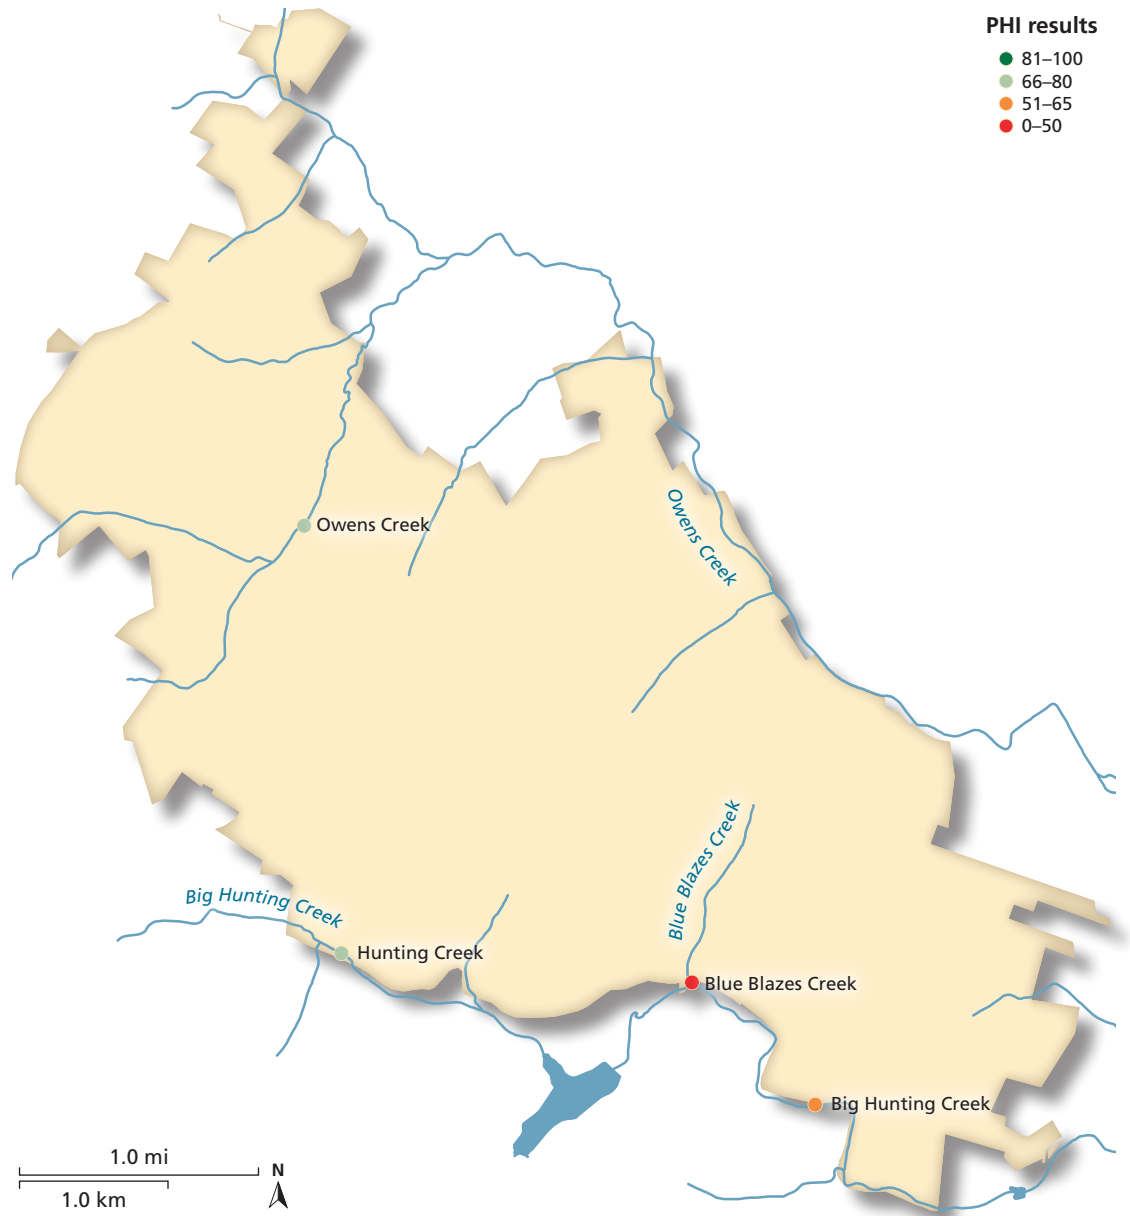 PHI results
81–100
66–80
51–65
0–50
Owens Creek
Owens Creek
Blue Blazes Creek
Big Hunting Creek
Hunting Creek
Blue Blazes Creek
Big Hunting Creek
1.0 mi
N
1.0 km